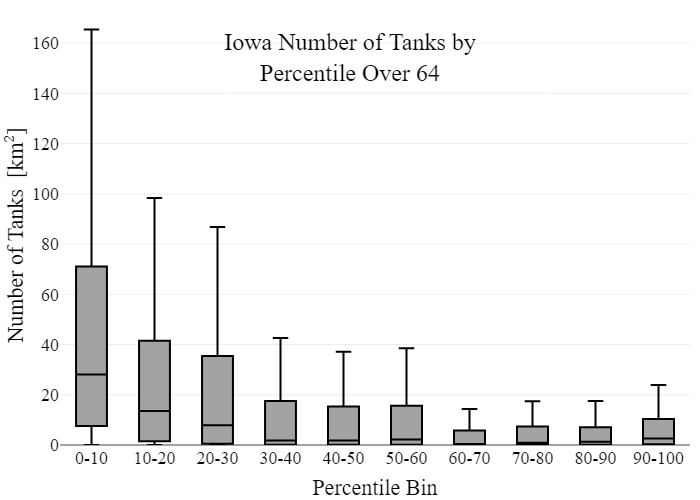 Iowa Number of Tanks by
Percentile Over 64
Number of Tanks [km²]
160
140
120
100
80
60
40
20
0
0-10 10-20 20-30 30-40 40-50 50-60 60-70 70-80 80-90 90-100
Percentile Bin